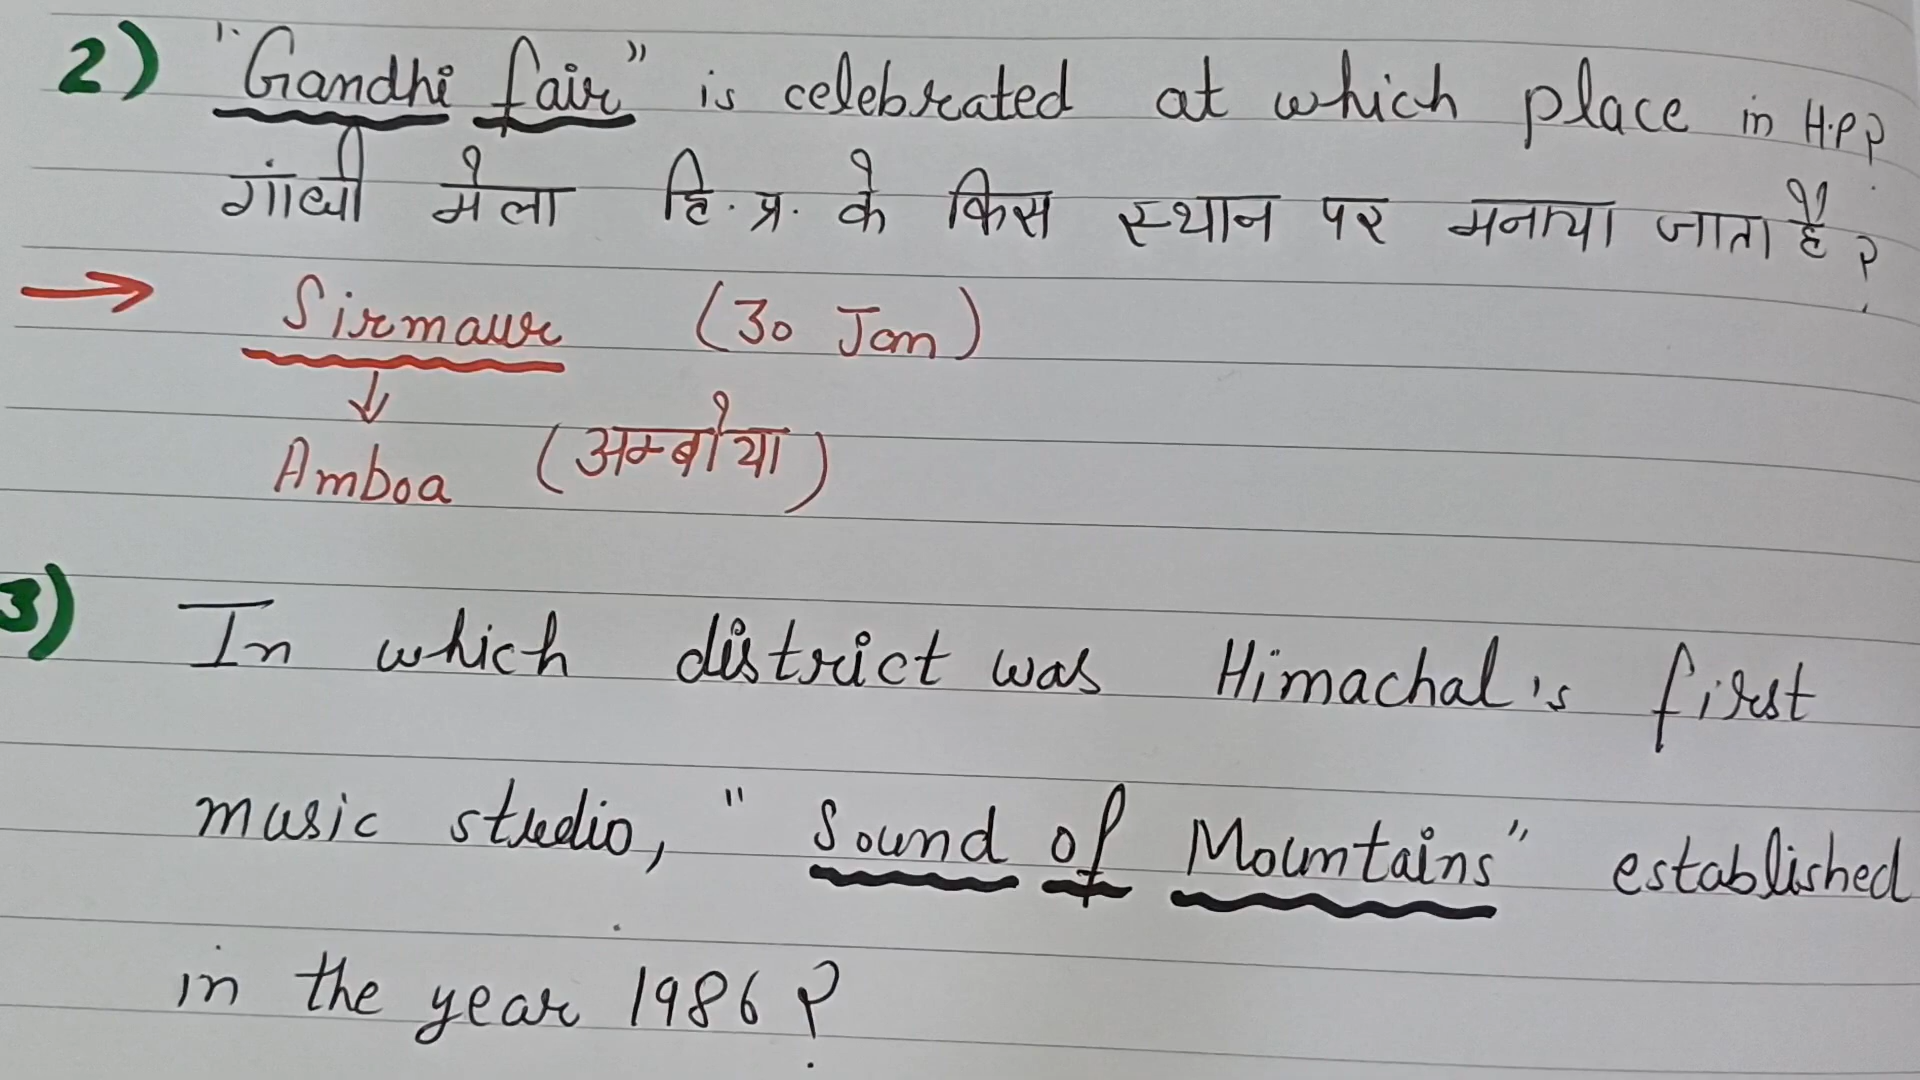 2) "Gandhi fair" is celebrated at which place in H.P?
गांधी मेला हि. प्र. के किस स्थान पर मनाया जाता है?
→ Sirmaur (30 Jan)
↓
Amboa (अम्बोया)
3) In which district was Himachal's first
music studio, "Sound of Mountains" established
in the year 1986?